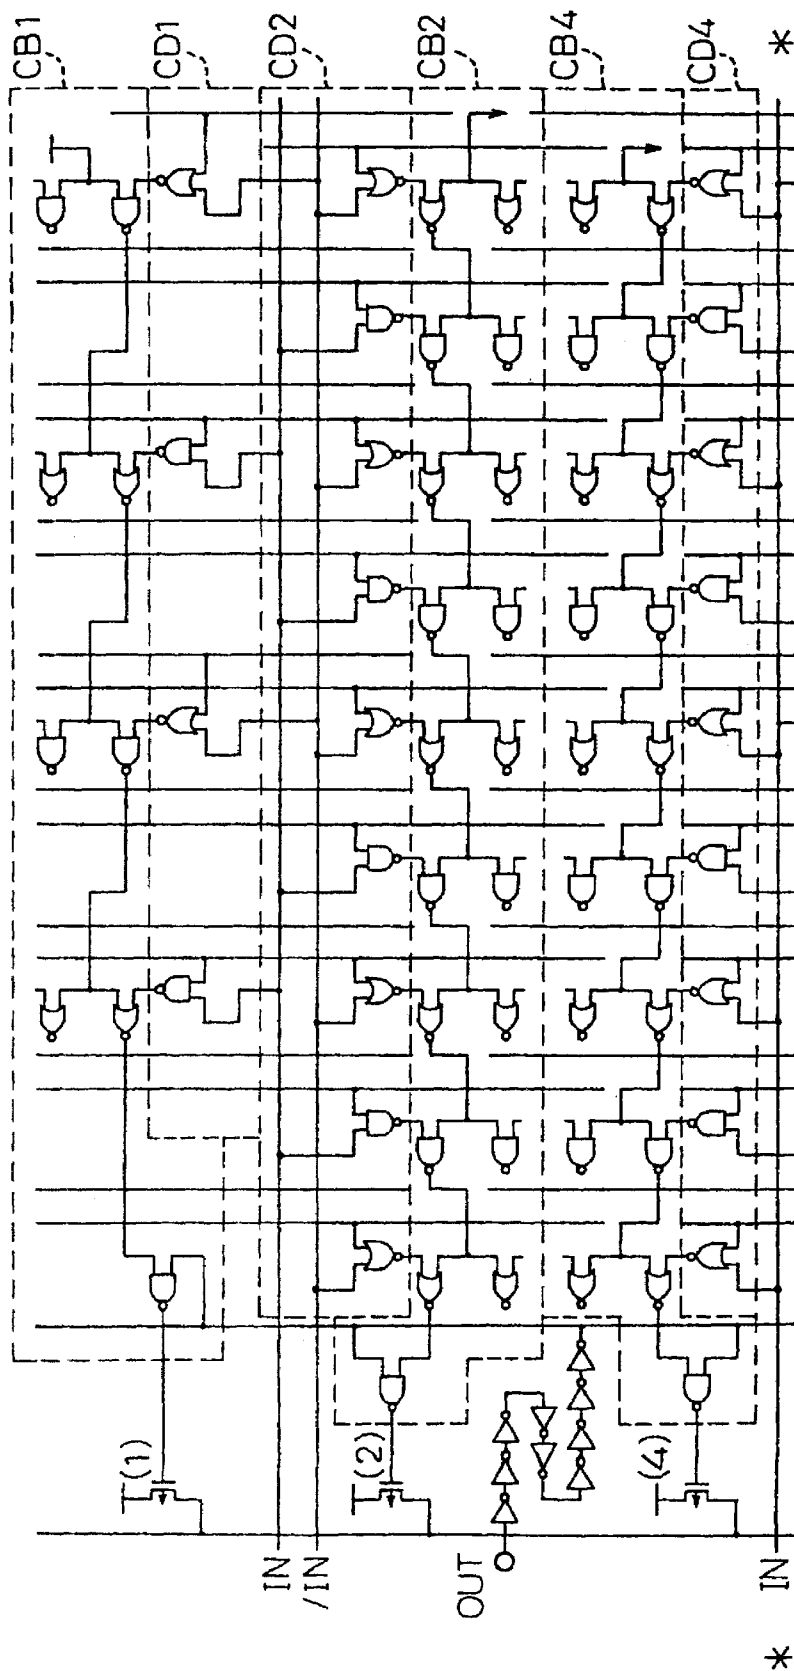 CB1
CD1
CD2
CB2
CB4
CD4
*
(1)
(2)
(4)
IN
/IN
OUT
IN
*